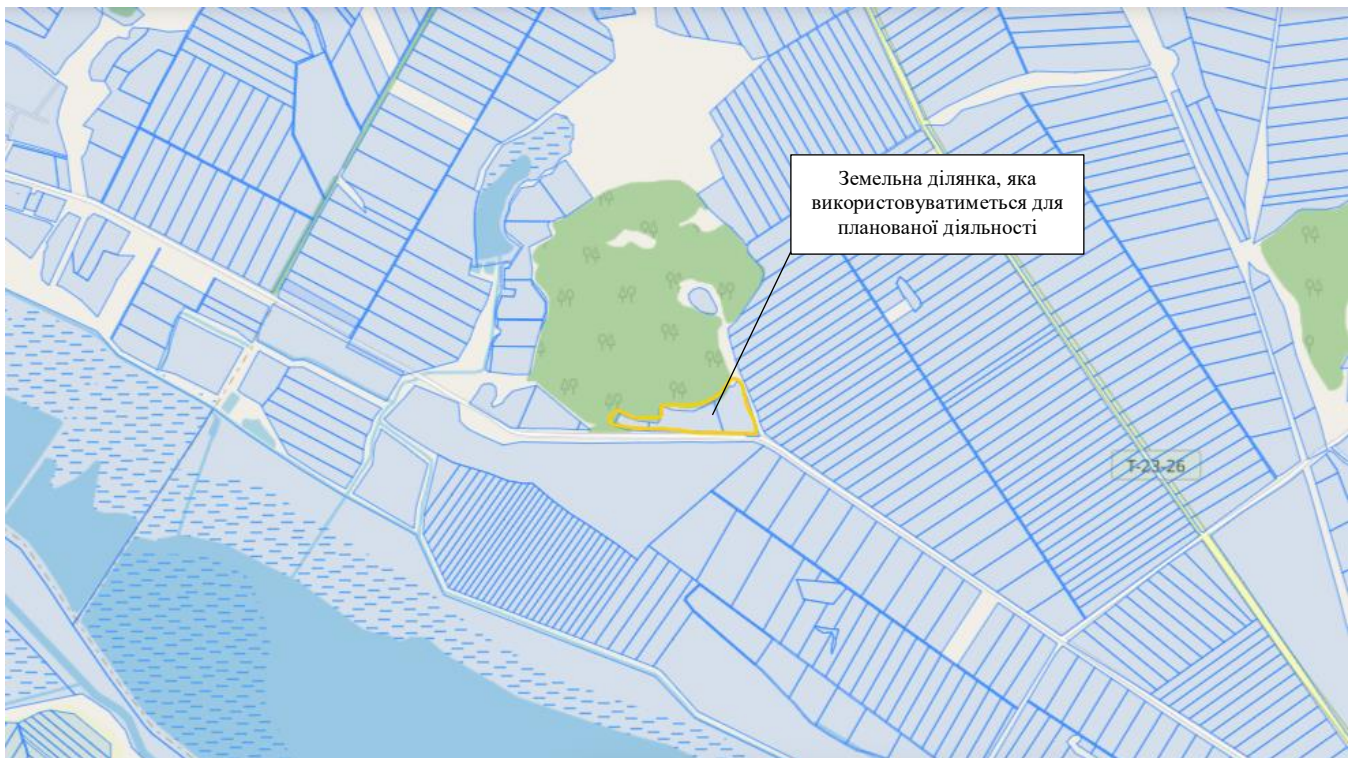 Земельна ділянка, яка
використовуватиметься для
планованої діяльності
Т-23-26